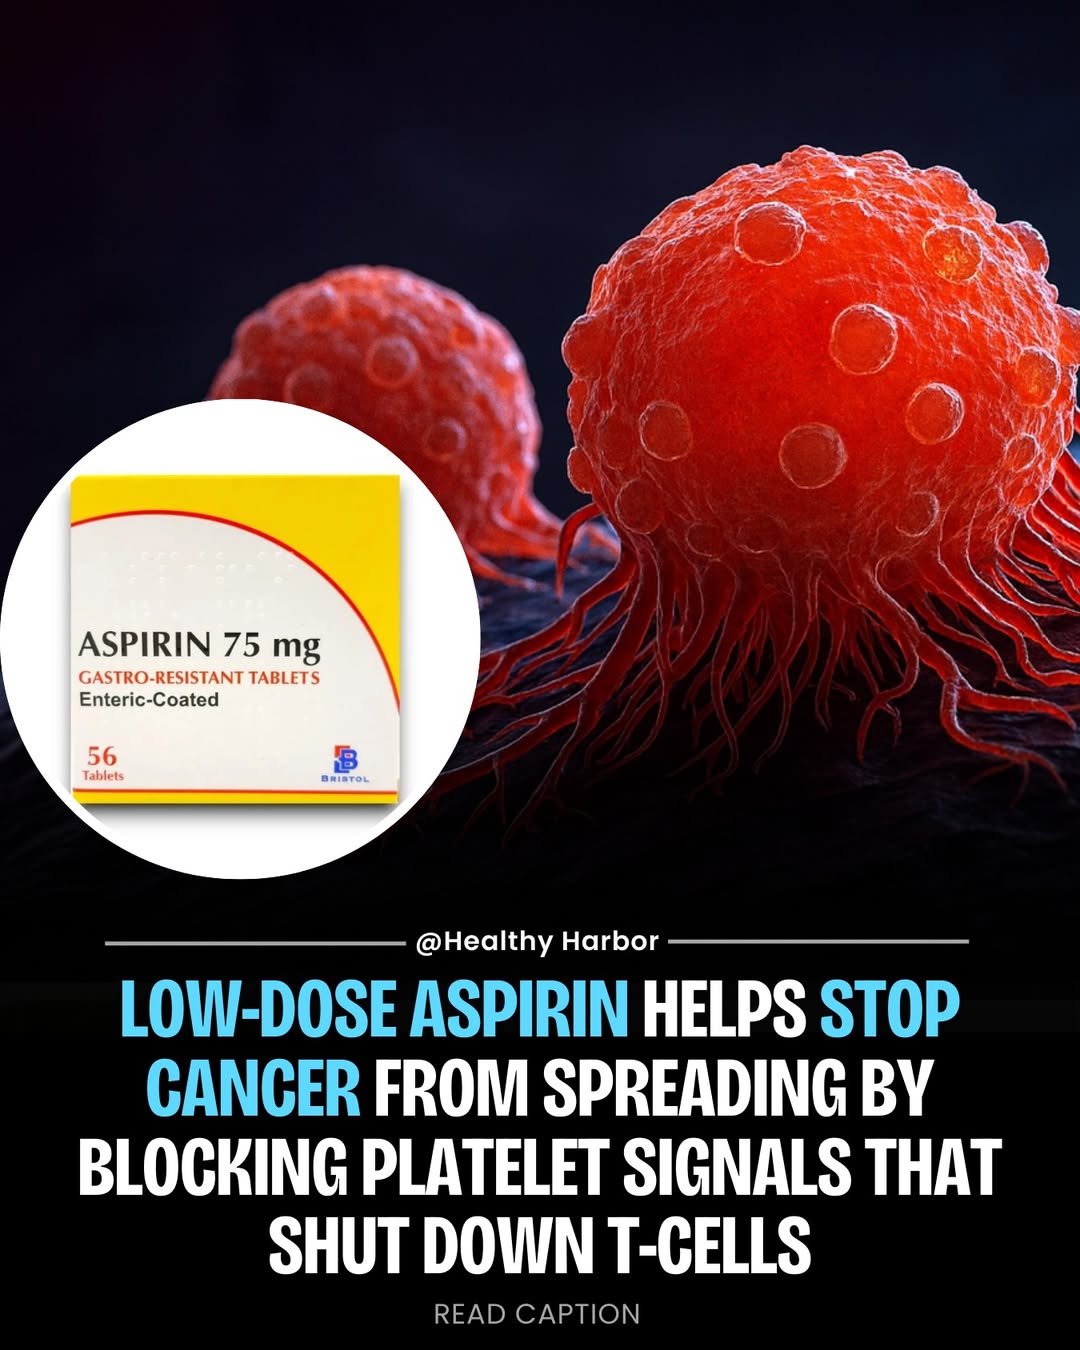 ASPIRIN 75 mg
GASTRO-RESISTANT TABLETS
Enteric-Coated
56
Tablets
BRISTOL
@Healthy Harbor
LOW-DOSE ASPIRIN HELPS STOP
CANCER FROM SPREADING BY
BLOCKING PLATELET SIGNALS THAT
SHUT DOWN T-CELLS
READ CAPTION